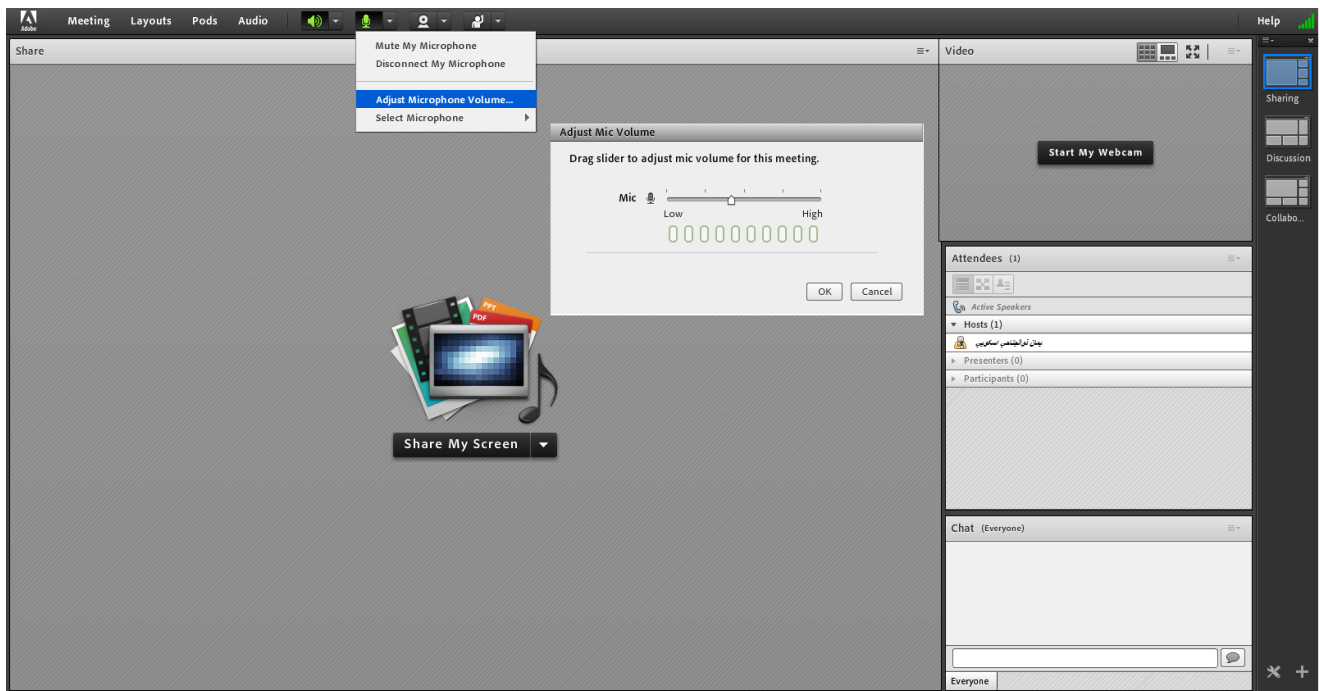 Adobe
Meeting Layouts Pods Audio Help
Share
Mute My Microphone
Disconnect My Microphone
Adjust Microphone Volume...
Select Microphone
Adjust Mic Volume
Drag slider to adjust mic volume for this meeting.
Mic
Low High
OK Cancel
PPT
PDF
Share My Screen
Video
Start My Webcam
Attendees (1)
Active Speakers
Hosts (1)
Presenters (0)
Participants (0)
Chat (Everyone)
Everyone
Sharing
Discussion
Collabo...